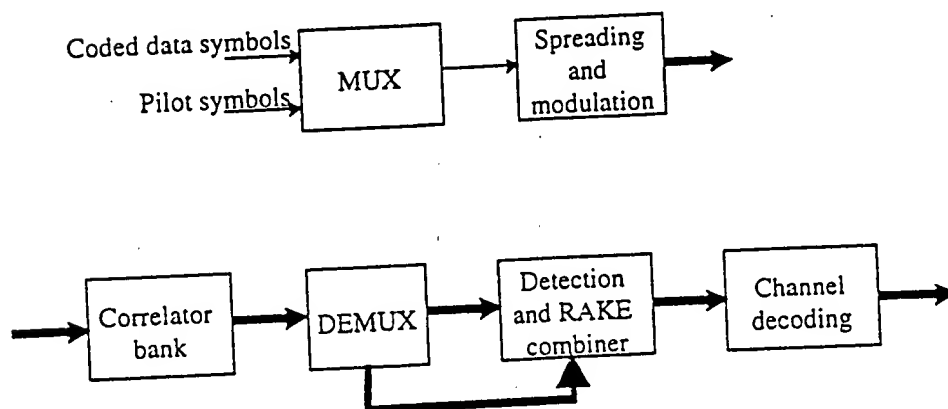 Coded data symbols
Pilot symbols
MUX
Spreading
and
modulation
Correlator
bank
DEMUX
Detection
and RAKE
combiner
Channel
decoding